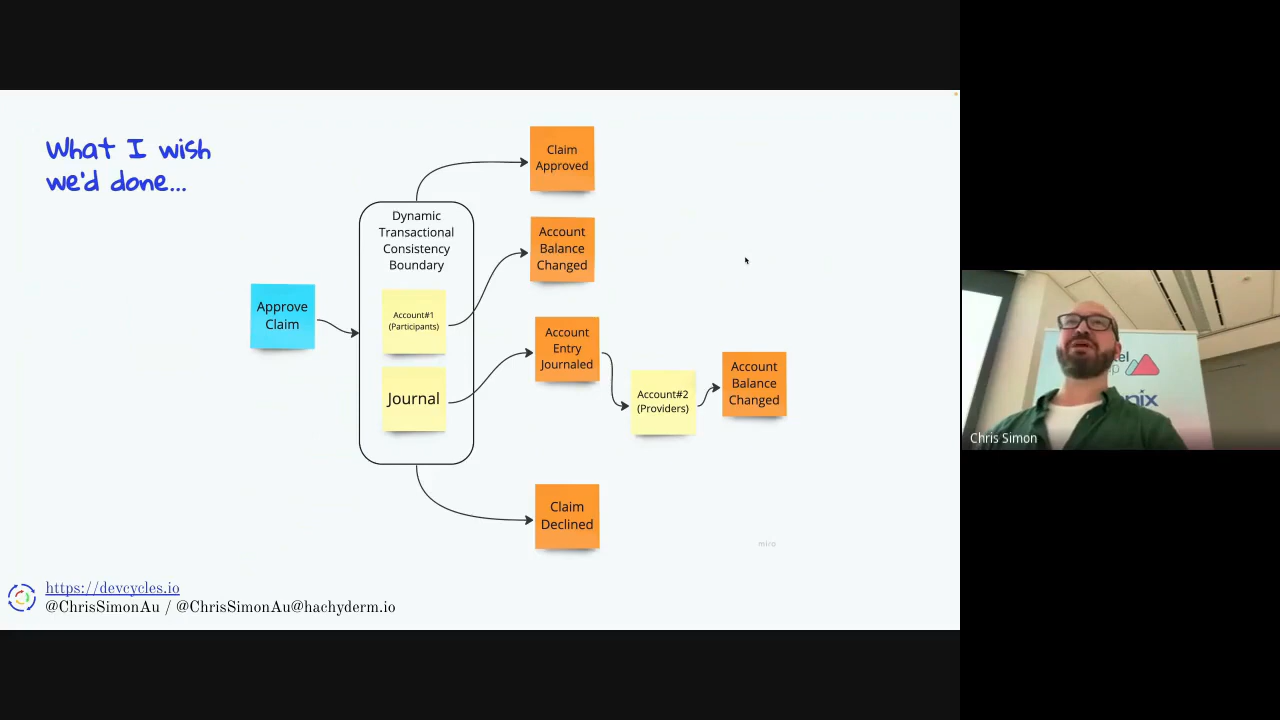 What I wish
we'd done...
Claim
Approved
Dynamic
Transactional
Consistency
Boundary
Account
Balance
Changed
Approve
Claim
Account#1
(Participants)
Account
Entry
Journaled
Journal
Account#2
(Providers)
Account
Balance
Changed
Claim
Declined
miro
https://devcycles.io
@ChrisSimonAu / @ChrisSimonAu@hachyderm.io
Chris Simon